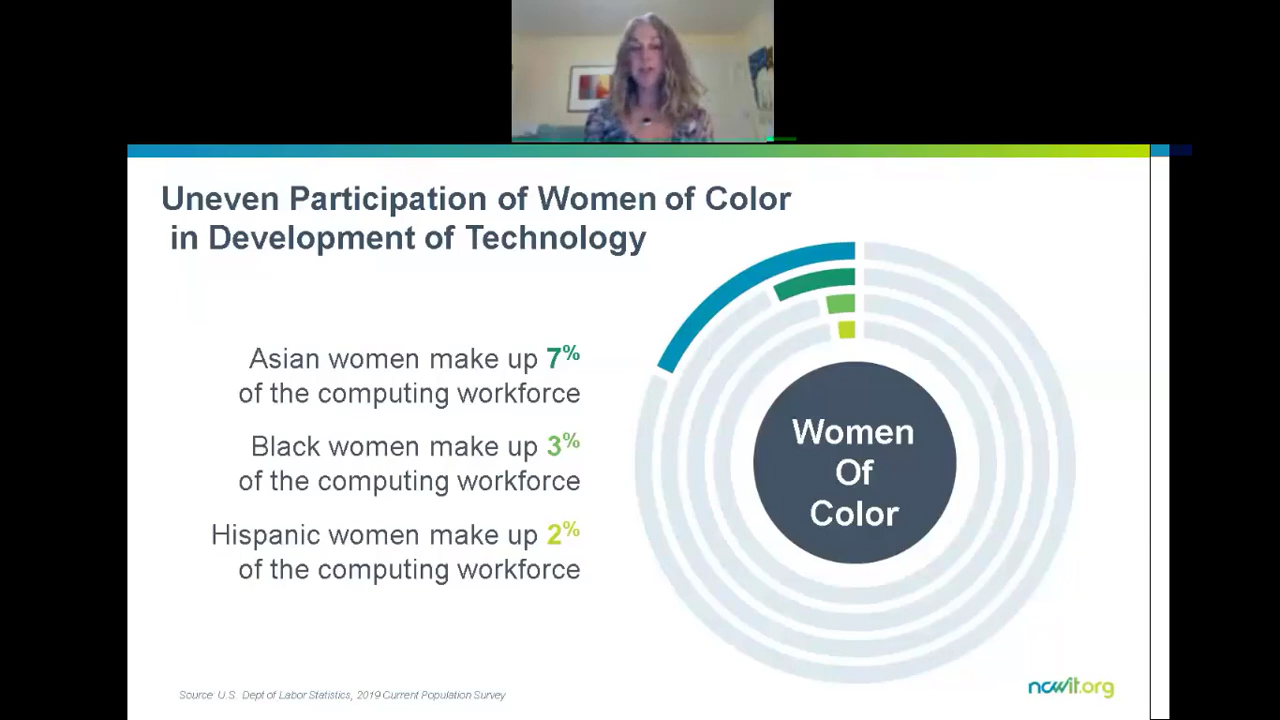 Uneven Participation of Women of Color
in Development of Technology
Asian women make up 7%
of the computing workforce
Black women make up 3%
of the computing workforce
Hispanic women make up 2%
of the computing workforce
Women
Of
Color
Source U.S. Dept of Labor Statistics, 2019 Current Population Survey
ncwit.org